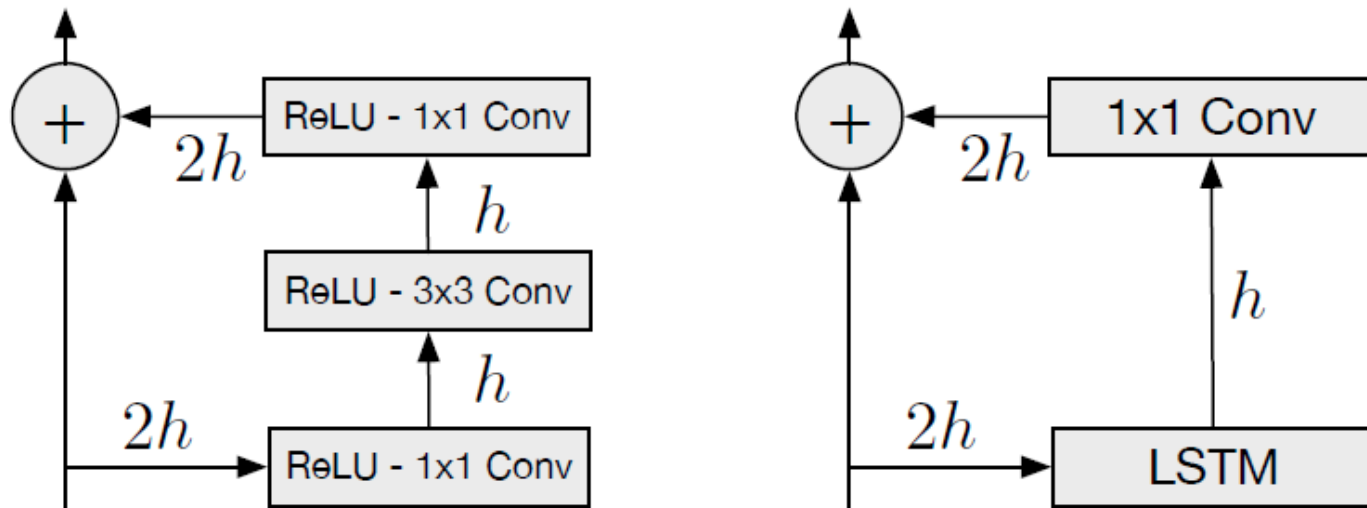 +
ReLU - 1x1 Conv
2h
h
ReLU - 3x3 Conv
h
2h
ReLU - 1x1 Conv
+
1x1 Conv
2h
h
2h
LSTM